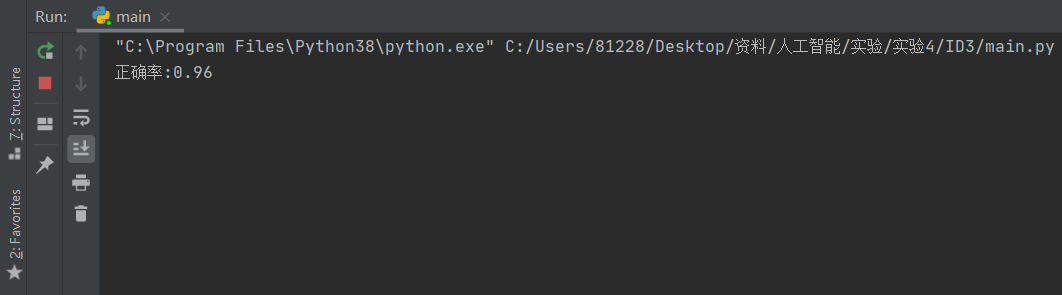 Run: main
"C:\Program Files\Python38\python.exe" C:/Users/81228/Desktop/资料/人工智能/实验/实验4/ID3/main.py
正确率:0.96
7: Structure
2: Favorites